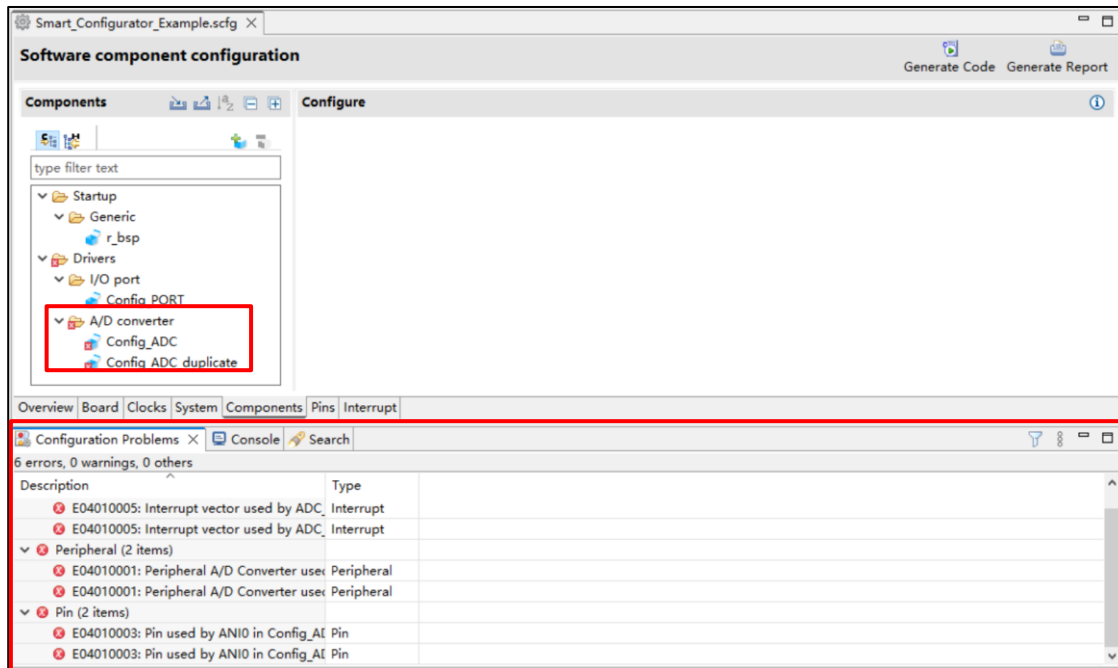 Smart_Configurator_Example.scfg
Software component configuration
Generate Code Generate Report
Components
Configure
type filter text
Startup
Generic
r_bsp
Drivers
I/O port
Config_PORT
A/D converter
Config_ADC
Config_ADC_duplicate
Overview Board Clocks System Components Pins Interrupt
Configuration Problems Console Search
6 errors, 0 warnings, 0 others
Description Type
E04010005: Interrupt vector used by ADC_ Interrupt
E04010005: Interrupt vector used by ADC_ Interrupt
Peripheral (2 items)
E04010001: Peripheral A/D Converter used Peripheral
E04010001: Peripheral A/D Converter used Peripheral
Pin (2 items)
E04010003: Pin used by ANI0 in Config_AD Pin
E04010003: Pin used by ANI0 in Config_AD Pin